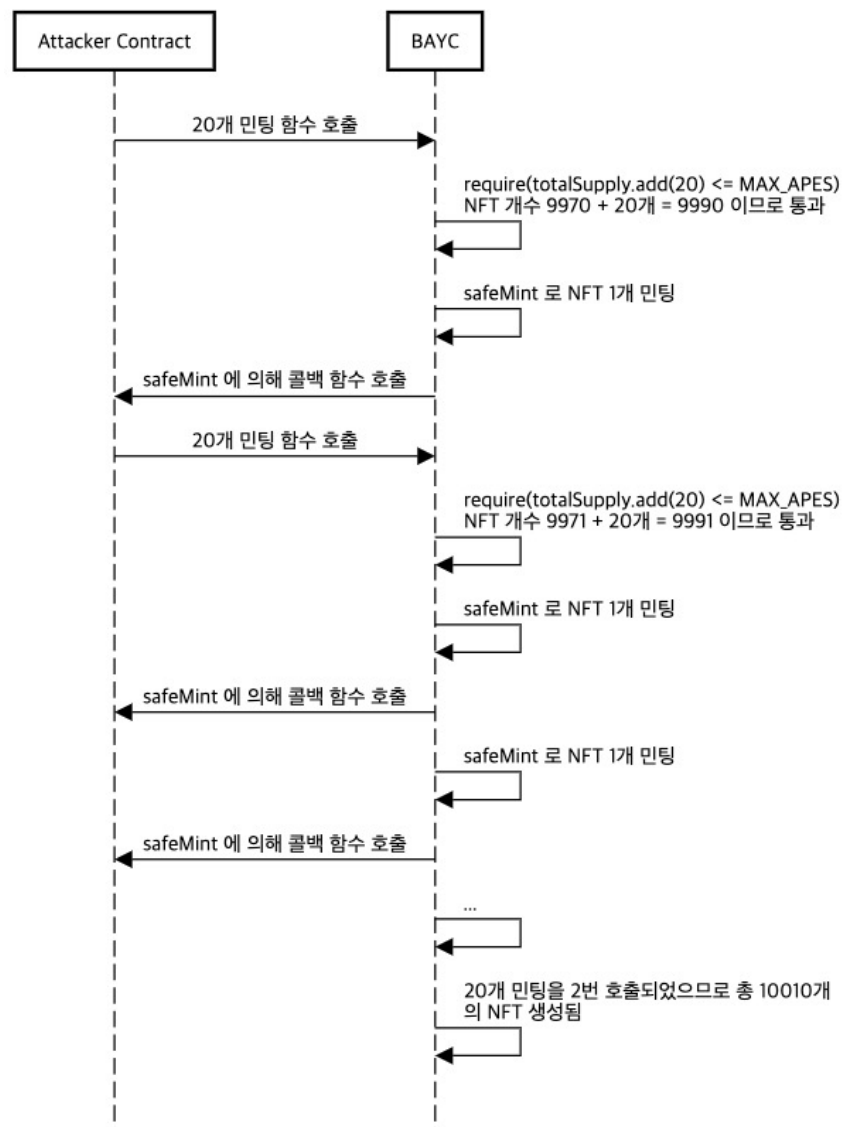 Attacker Contract
BAYC
20개 민팅 함수 호출
require(totalSupply.add(20) <= MAX_APES)
NFT 개수 9970 + 20개 = 9990 이므로 통과
safeMint 로 NFT 1개 민팅
safeMint 에 의해 콜백 함수 호출
20개 민팅 함수 호출
require(totalSupply.add(20) <= MAX_APES)
NFT 개수 9971 + 20개 = 9991 이므로 통과
safeMint 로 NFT 1개 민팅
safeMint 에 의해 콜백 함수 호출
safeMint 로 NFT 1개 민팅
safeMint 에 의해 콜백 함수 호출
...
20개 민팅을 2번 호출되었으므로 총 10010개
의 NFT 생성됨